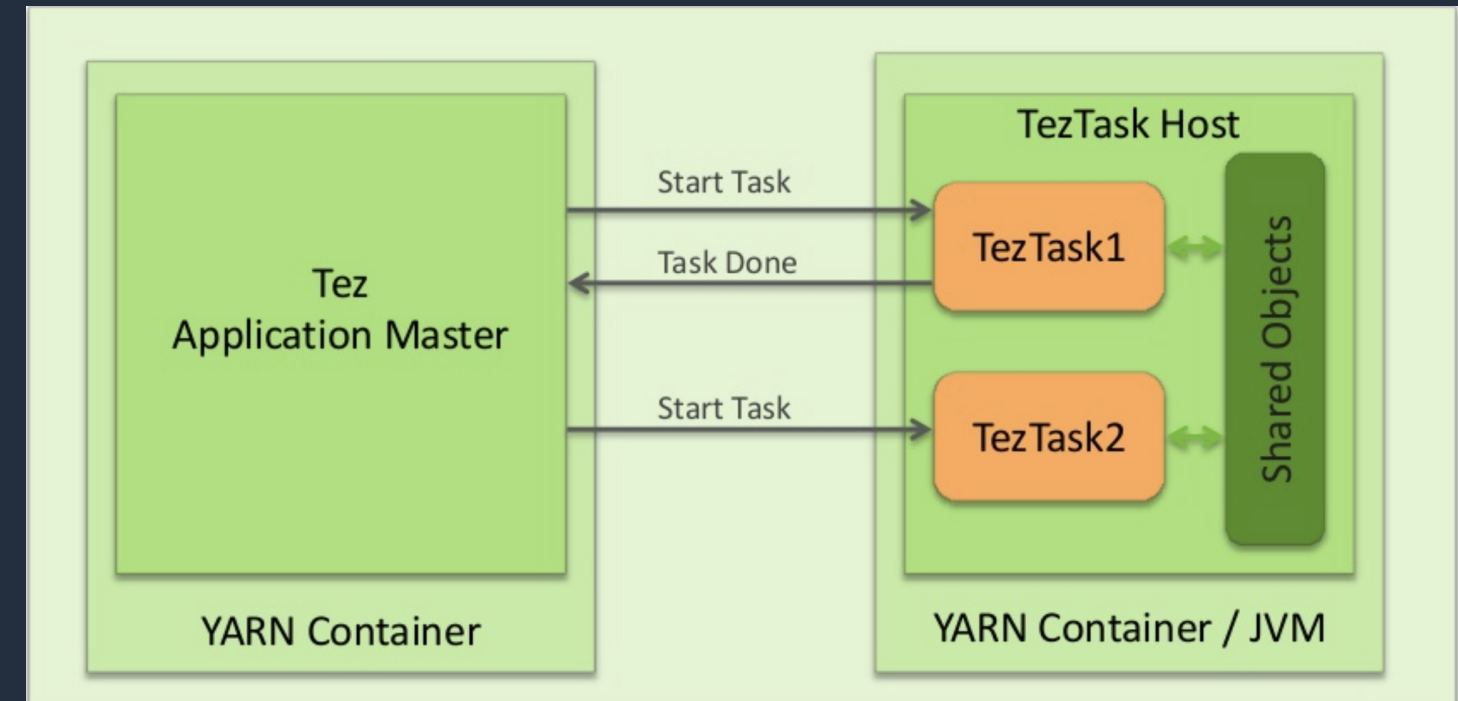 Tez
Application Master
YARN Container
Start Task
Task Done
Start Task
TezTask Host
TezTask1
TezTask2
Shared Objects
YARN Container / JVM